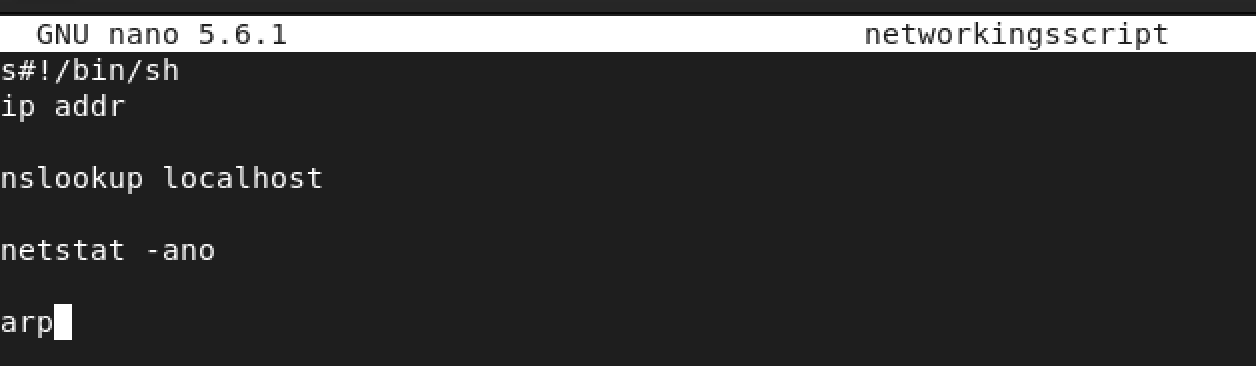 GNU nano 5.6.1 networkingsscript
s#!/bin/sh
ip addr
nslookup localhost
netstat -ano
arp